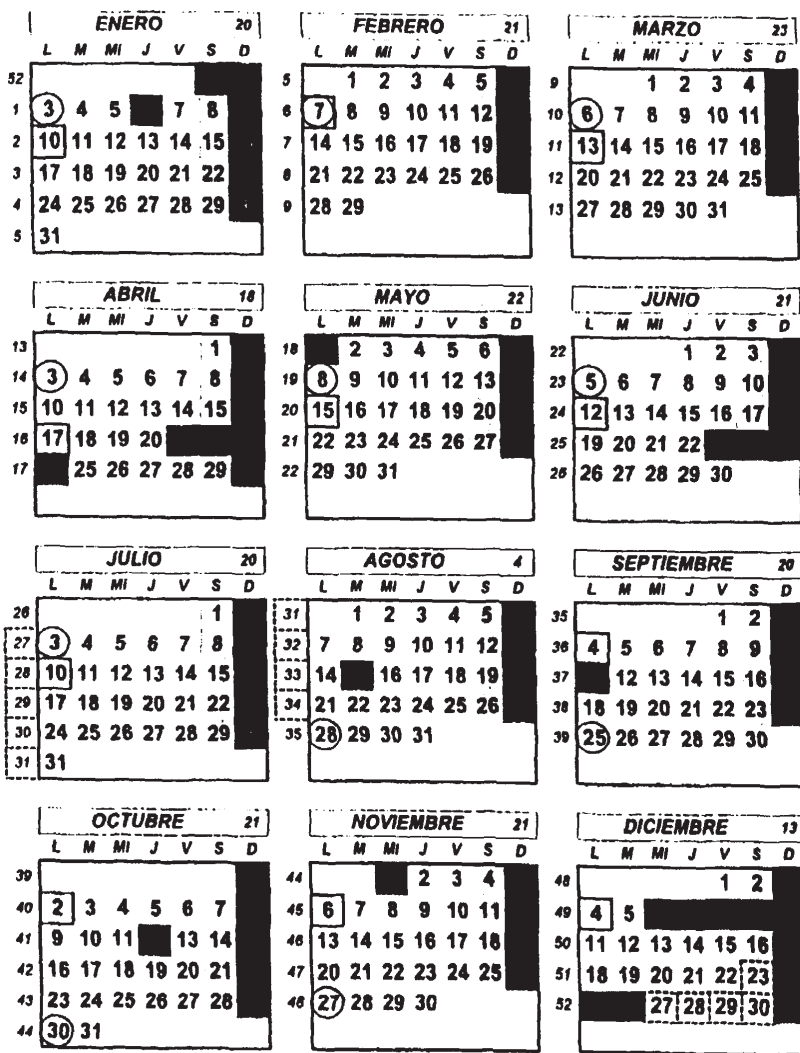 ENERO 20
L M MI J V S D
52
1 3 4 5 7 8
2 10 11 12 13 14 15
3 17 18 19 20 21 22
4 24 25 26 27 28 29
5 31
FEBRERO 21
L M MI J V S D
5 1 2 3 4 5
6 7 8 9 10 11 12
7 14 15 16 17 18 19
8 21 22 23 24 25 26
9 28 29
MARZO 23
L M MI J V S D
9 1 2 3 4
10 6 7 8 9 10 11
11 13 14 15 16 17 18
12 20 21 22 23 24 25
13 27 28 29 30 31
ABRIL 18
L M MI J V S D
13 1
14 3 4 5 6 7 8
15 10 11 12 13 14 15
16 17 18 19 20
17 25 26 27 28 29
MAYO 22
L M MI J V S D
18 2 3 4 5 6
19 8 9 10 11 12 13
20 15 16 17 18 19 20
21 22 23 24 25 26 27
22 29 30 31
JUNIO 21
L M MI J V S D
22 1 2 3
23 5 6 7 8 9 10
24 12 13 14 15 16 17
25 19 20 21 22
26 26 27 28 29 30
JULIO 20
L M MI J V S D
26 1
27 3 4 5 6 7 8
28 10 11 12 13 14 15
29 17 18 19 20 21 22
30 24 25 26 27 28 29
31 31
AGOSTO 4
L M MI J V S D
31 1 2 3 4 5
32 7 8 9 10 11 12
33 14 16 17 18 19
34 21 22 23 24 25 26
35 28 29 30 31
SEPTIEMBRE 20
L M MI J V S D
35 1 2
36 4 5 6 7 8 9
37 12 13 14 15 16
38 18 19 20 21 22 23
39 25 26 27 28 29 30
OCTUBRE 21
L M MI J V S D
39
40 2 3 4 5 6 7
41 9 10 11 13 14
42 16 17 18 19 20 21
43 23 24 25 26 27 28
44 30 31
NOVIEMBRE 21
L M MI J V S D
44 2 3 4
45 6 7 8 9 10 11
46 13 14 15 16 17 18
47 20 21 22 23 24 25
48 27 28 29 30
DICIEMBRE 13
L M MI J V S D
48 1 2
49 4 5
50 11 12 13 14 15 16
51 18 19 20 21 22 23
52 27 28 29 30